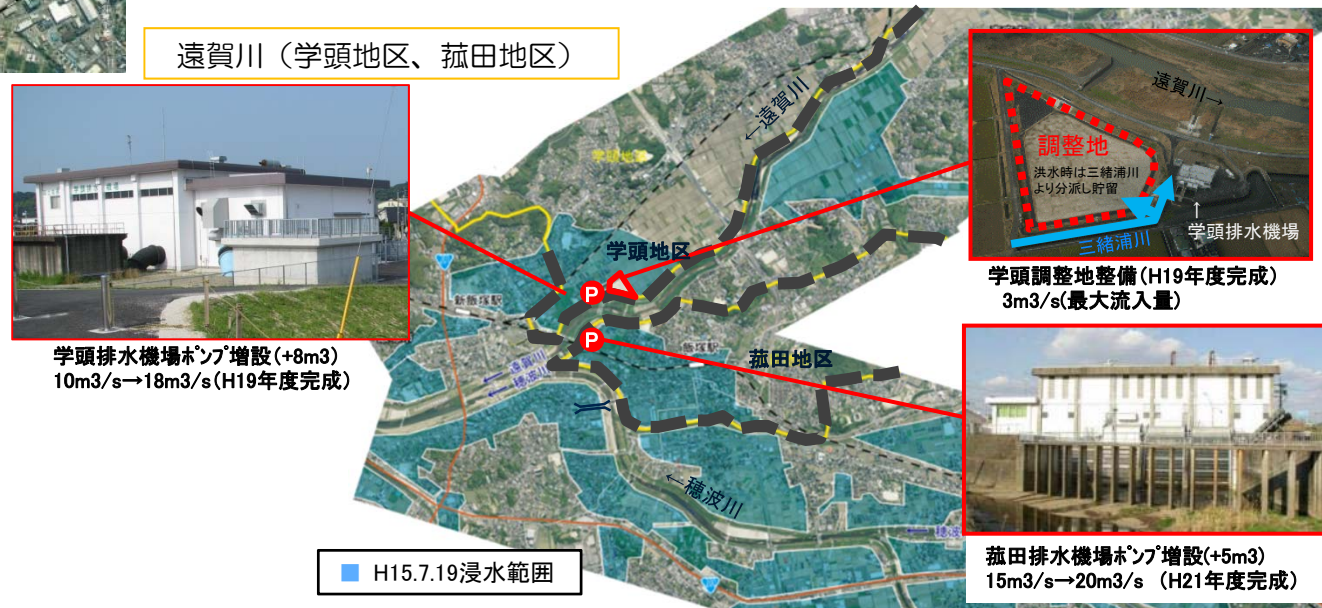 遠賀川（学頭地区、菰田地区）
学頭排水機場ﾎﾟﾝﾌﾟ増設(+8m3)
10m3/s→18m3/s(H19年度完成)
←遠賀川
学頭地区
新飯塚駅
飯塚駅
菰田地区
←遠賀川
←穂波川
←穂波川
遠賀川→
調整地
洪水時は三緒浦川
より分派し貯留
↑
学頭排水機場
三緒浦川
学頭調整地整備(H19年度完成)
3m3/s(最大流入量)
P
P
菰田排水機場ﾎﾟﾝﾌﾟ増設(+5m3)
15m3/s→20m3/s （H21年度完成）
H15.7.19浸水範囲